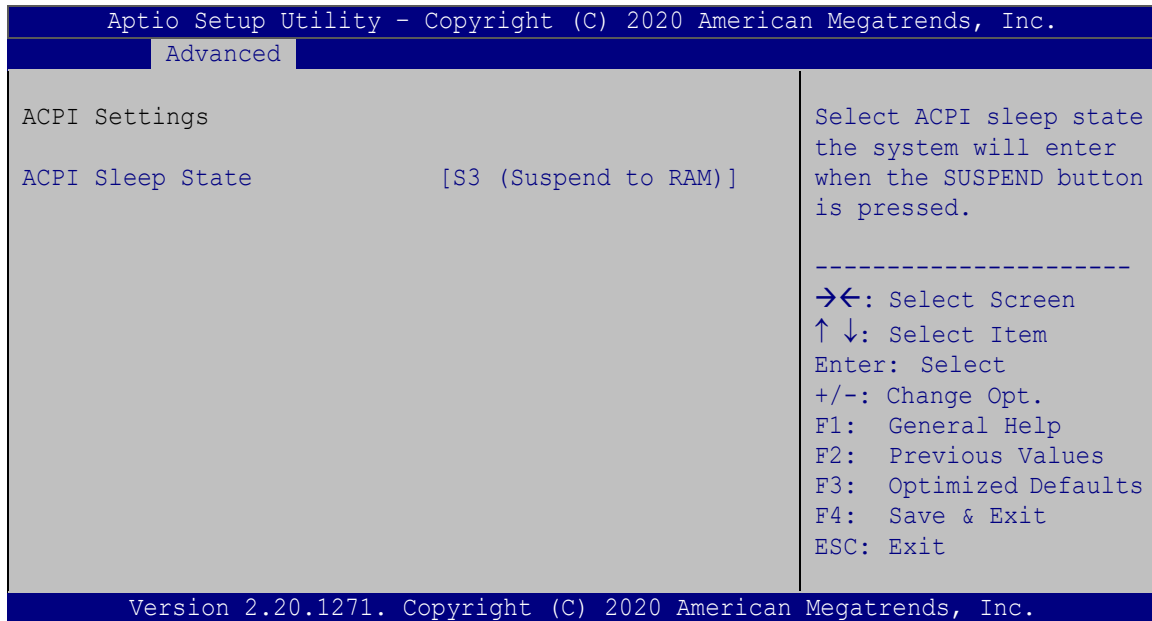 Aptio Setup Utility – Copyright (C) 2020 American Megatrends, Inc.
Advanced
ACPI Settings
ACPI Sleep State [S3 (Suspend to RAM)]
Select ACPI sleep state
the system will enter
when the SUSPEND button
is pressed.
----------------------
→←: Select Screen
↑ ↓: Select Item
Enter: Select
+/-: Change Opt.
F1: General Help
F2: Previous Values
F3: Optimized Defaults
F4: Save & Exit
ESC: Exit
Version 2.20.1271. Copyright (C) 2020 American Megatrends, Inc.